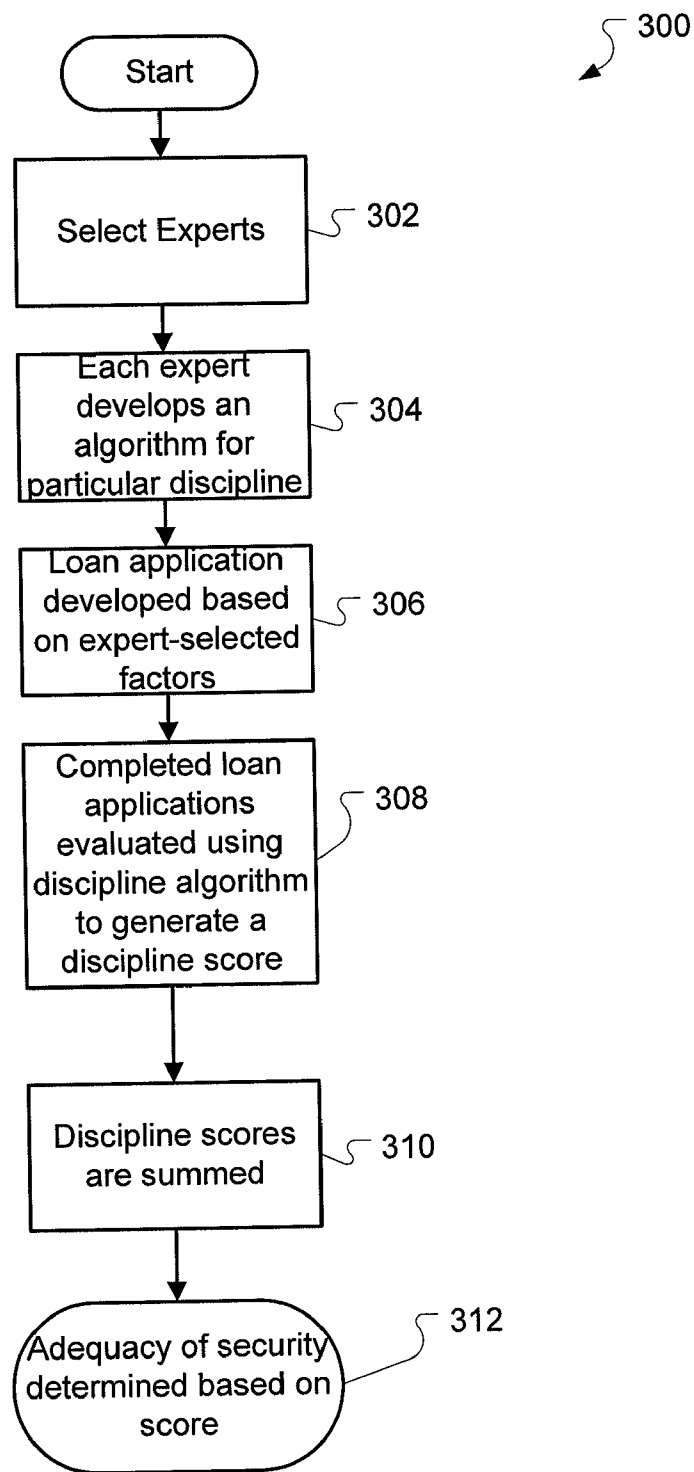 300
Start
Select Experts
302
Each expert
develops an
algorithm for
particular discipline
304
Loan application
developed based
on expert-selected
factors
306
Completed loan
applications
evaluated using
discipline algorithm
to generate a
discipline score
308
Discipline scores
are summed
310
Adequacy of security
determined based on
score
312